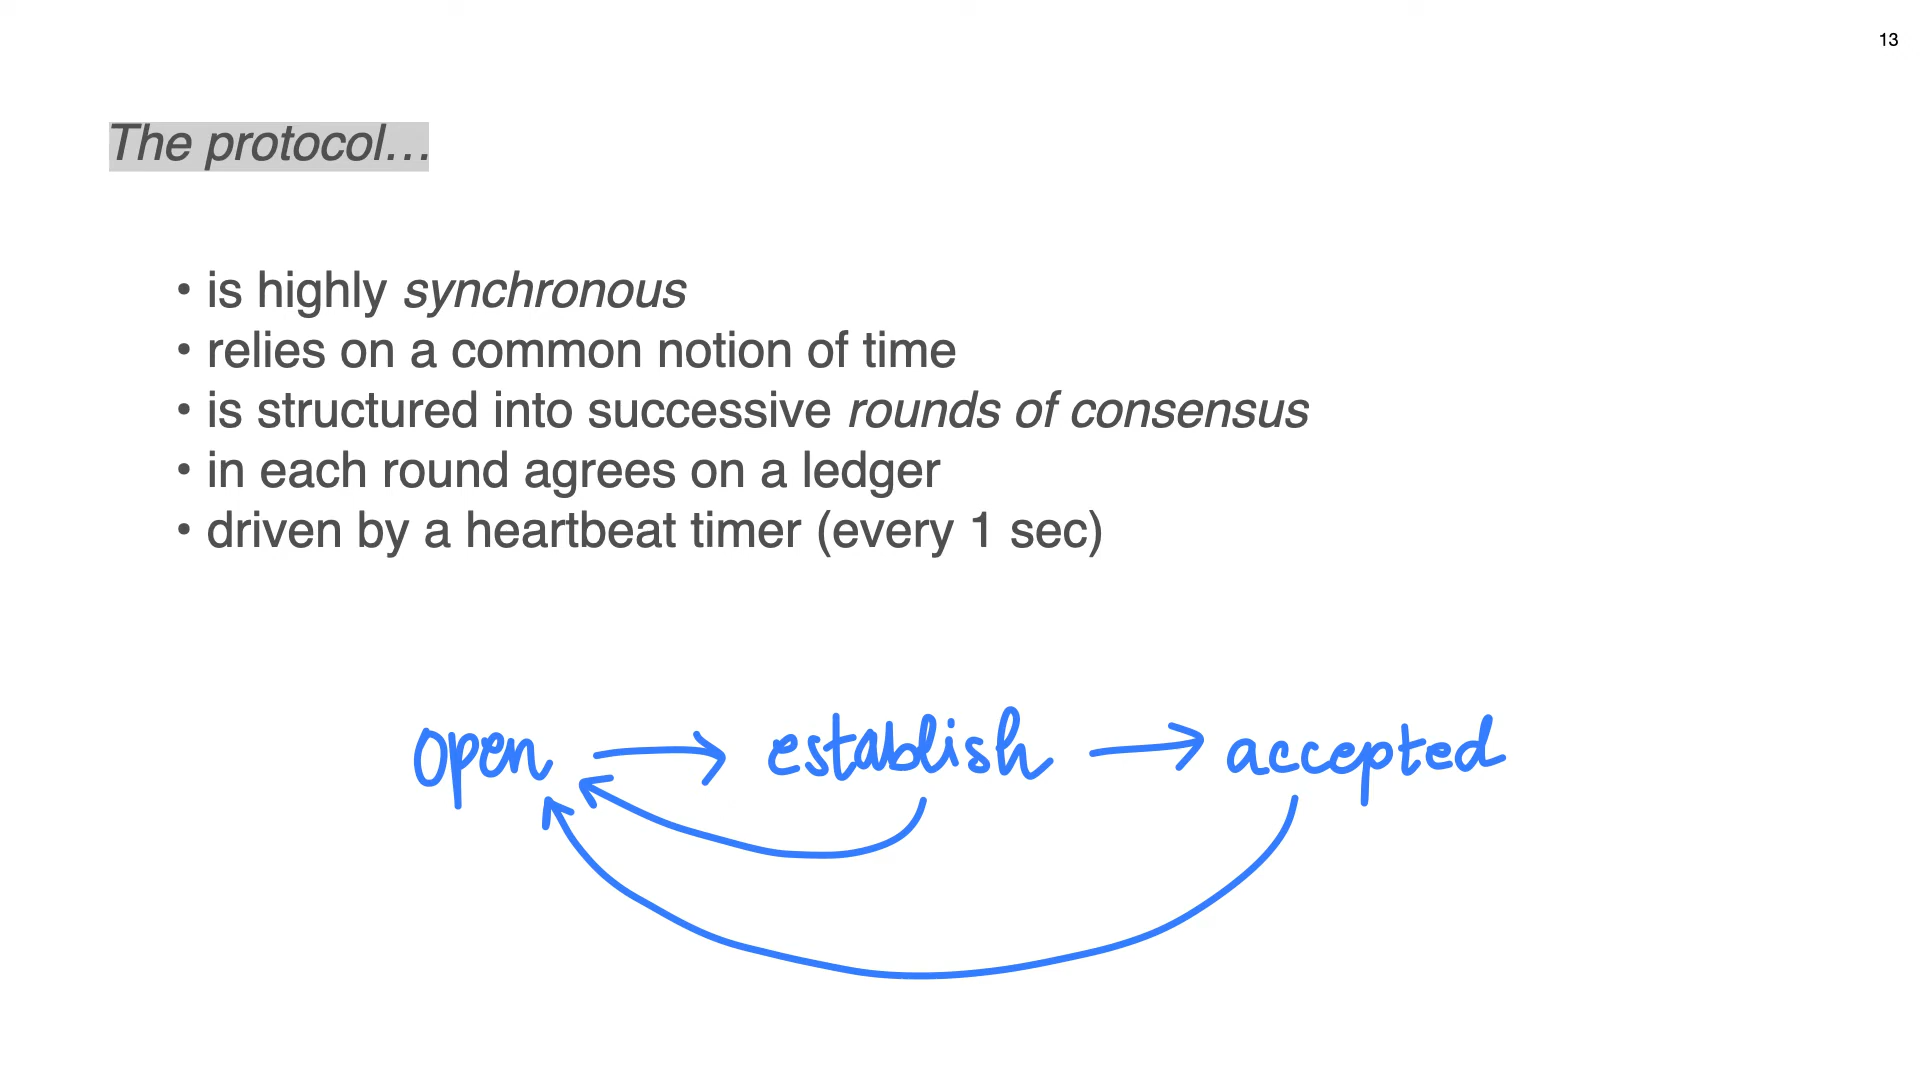 13
The protocol…
• is highly synchronous
• relies on a common notion of time
• is structured into successive rounds of consensus
• in each round agrees on a ledger
• driven by a heartbeat timer (every 1 sec)
open → establish → accepted